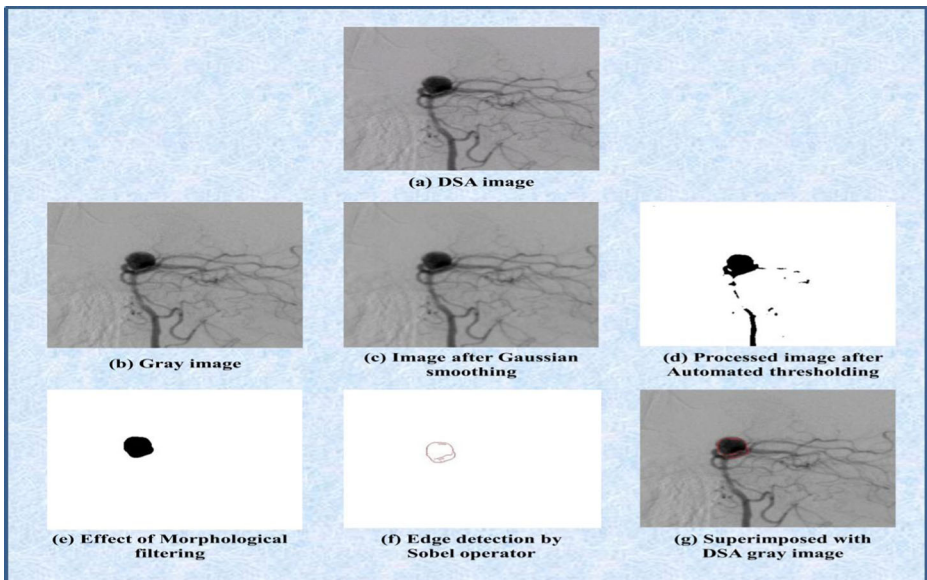 (a) DSA image
(b) Gray image
(c) Image after Gaussian
smoothing
(d) Processed image after
Automated thresholding
(e) Effect of Morphological
filtering
(f) Edge detection by
Sobel operator
(g) Superimposed with
DSA gray image